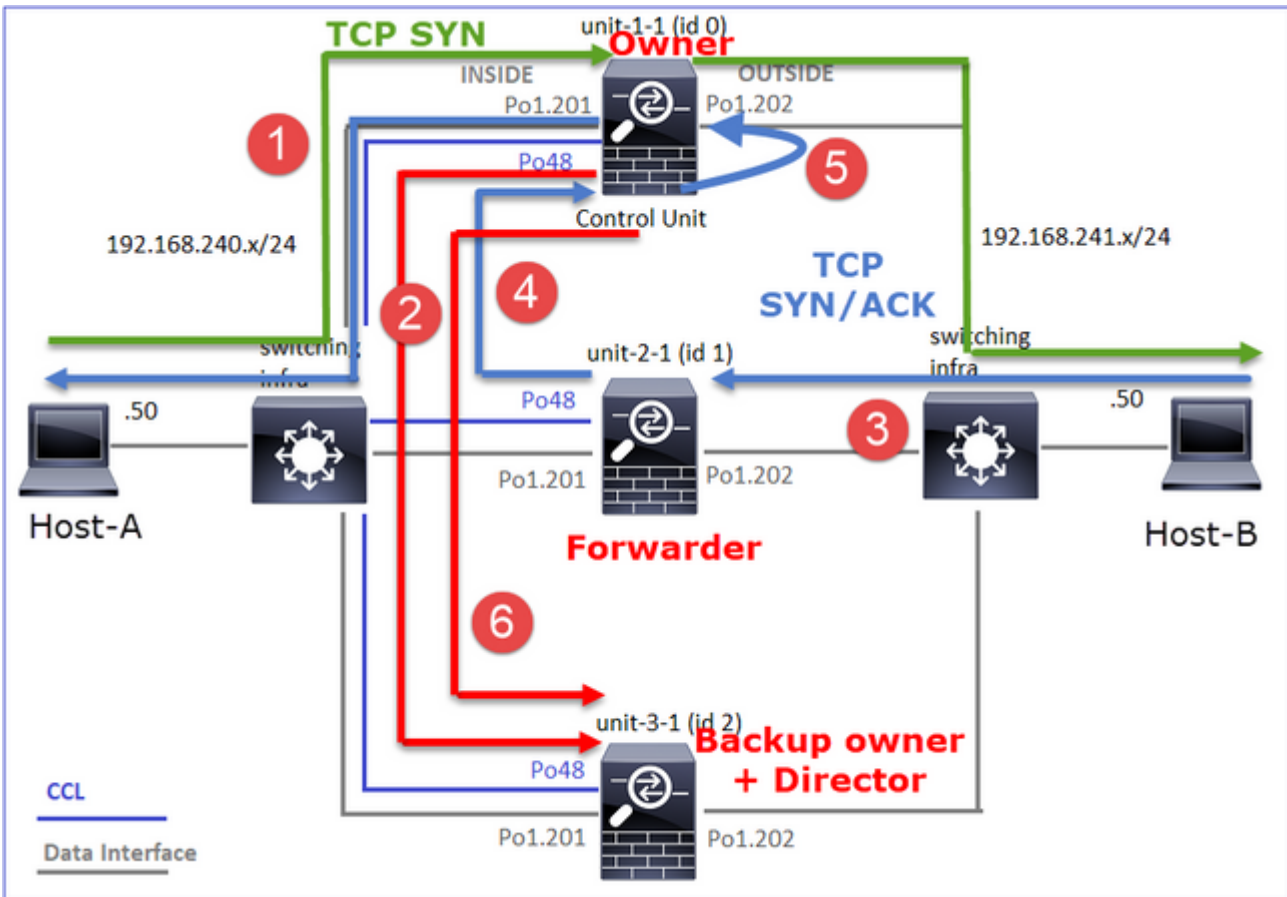 unit-1-1 (id 0)
TCP SYN
Owner
INSIDE
OUTSIDE
Po1.201
Po1.202
1
Po48
5
Control Unit
192.168.240.x/24
192.168.241.x/24
2
4
TCP
SYN/ACK
switching
infra
unit-2-1 (id 1)
switching
infra
.50
Po48
3
.50
Po1.201
Po1.202
Host-A
Forwarder
Host-B
6
unit-3-1 (id 2)
Backup owner
+ Director
Po48
CCL
Po1.201
Po1.202
Data Interface